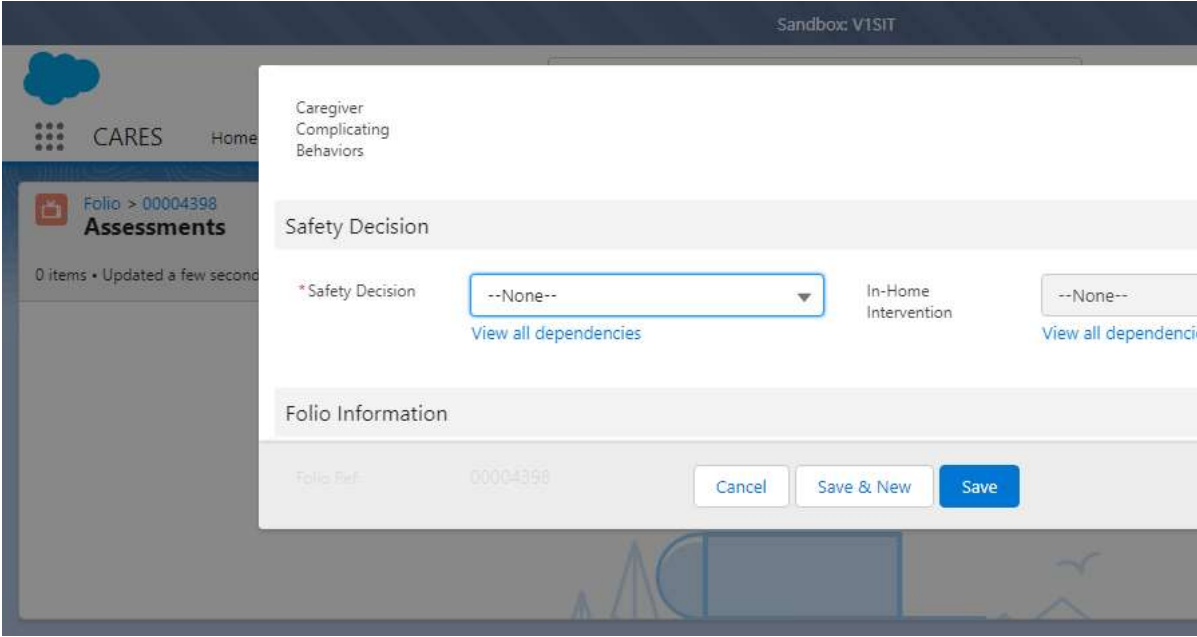 Sandbox: V1SIT
CARES
Home
Folio > 00004398
Assessments
0 items • Updated a few second
Caregiver
Complicating
Behaviors
Safety Decision
*Safety Decision
--None--
View all dependencies
In-Home
Intervention
--None--
View all dependenci
Folio Information
Folio Ref
00004398
Cancel
Save & New
Save